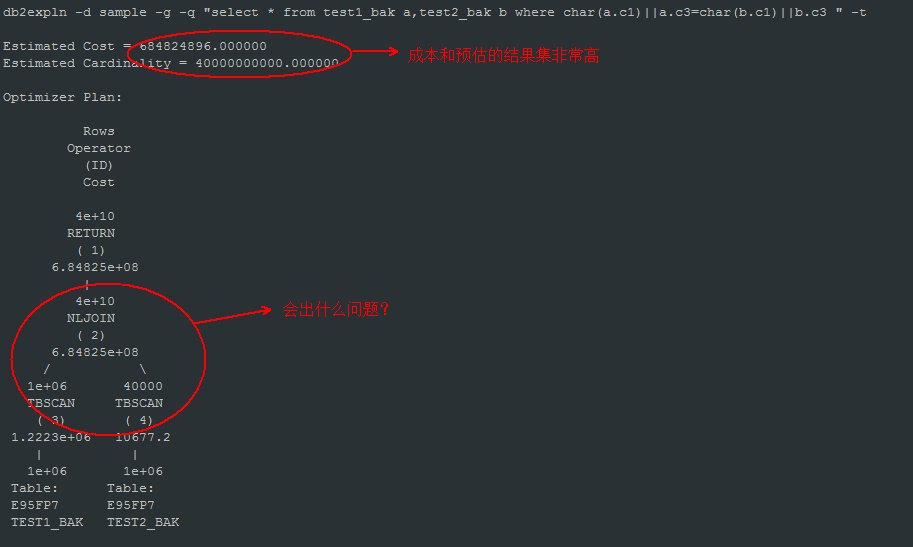 db2expln -d sample -g -q "select * from test1_bak a,test2_bak b where char(a.c1)||a.c3=char(b.c1)||b.c3 " -t
Estimated Cost = 684824896.000000
Estimated Cardinality = 40000000000.000000
成本和预估的结果集非常高
Optimizer Plan:
Rows
Operator
(ID)
Cost
4e+10
RETURN
( 1)
6.84825e+08
|
4e+10
NLJOIN
( 2)
6.84825e+08
会出什么问题?
/ \
1e+06 40000
TBSCAN TBSCAN
( 3) ( 4)
1.2223e+06 10677.2
| |
1e+06 1e+06
Table: Table:
E95FP7 E95FP7
TEST1_BAK TEST2_BAK